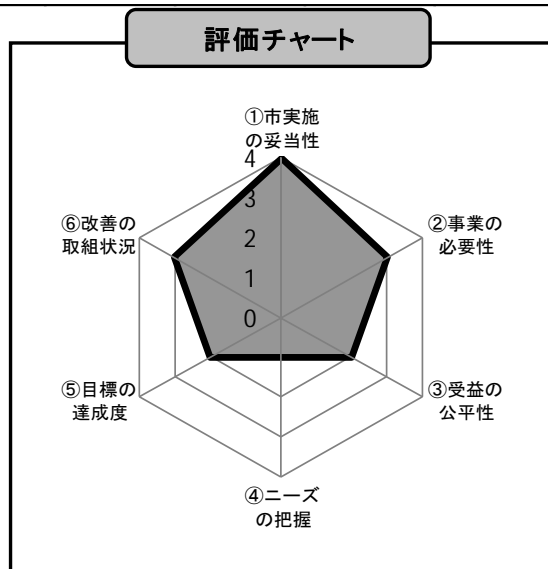 評価チャート
①市実施
の妥当性
4
3
2
1
0
②事業の
必要性
③受益の
公平性
④ニーズ
の把握
⑤目標の
達成度
⑥改善の
取組状況